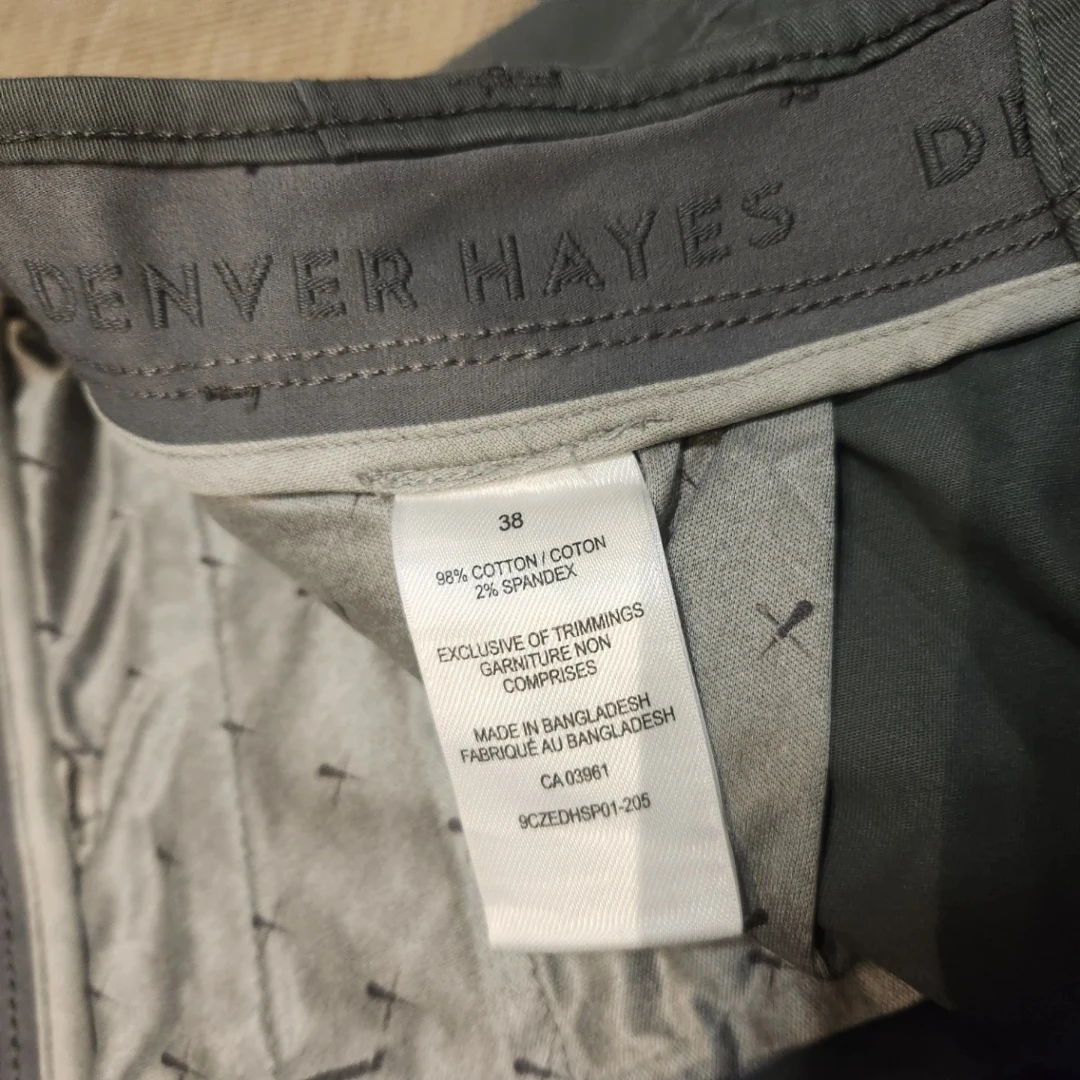 DENVER HAYES
38
98% COTTON / COTON
2% SPANDEX
EXCLUSIVE OF TRIMMINGS
GARNITURE NON
COMPRISES
MADE IN BANGLADESH
FABRIQUÉ AU BANGLADESH
CA 03961
9CZEDHSP01-205